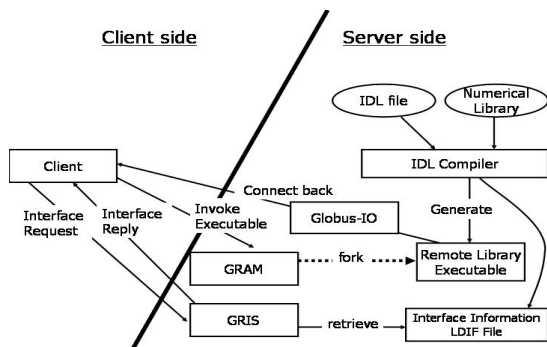 Client side
Server side
IDL file
Numerical
Library
Client
IDL Compiler
Connect back
Interface
Request
Interface
Reply
Invoke
Executable
Globus-IO
Generate
GRAM
fork
Remote Library
Executable
GRIS
retrieve
Interface Information
LDIF File